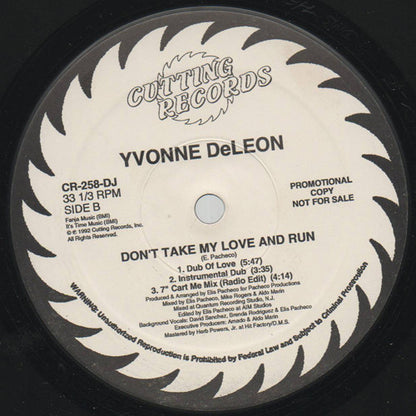 CUTTING
RECORDS
YVONNE DeLEON
CR-258-DJ
33 1/3 RPM
SIDE B
Fanja Music (BMI)
It's Time Music (BMI)
© ℗ 1992 Cutting Records, Inc.
All Rights Reserved.
PROMOTIONAL
COPY
NOT FOR SALE
DON'T TAKE MY LOVE AND RUN
(E. Pacheco)
1. Dub Of Love (5:47)
2. Instrumental Dub (3:35)
3. 7" Cart Me Mix (Radio Edit) (4:14)
Produced & Arranged by Elis Pacheco for Pacheco Productions
Mixed by Elis Pacheco, Mike Rogers & Aldo Marin
Mixed at Quantum Recording Studio, N.J.
Edited by Elis Pacheco at AIM Studios
Background Vocals: David Sanchez, Brenda Rodriguez & Elis Pacheco
Executive Producer: Amado & Aldo Marin
Mastered by Herb Powers, Jr. at Hit Factory/D.M.S.
WARNING: Unauthorized Reproduction is Prohibited by Federal Law and Subject to Criminal Prosecution